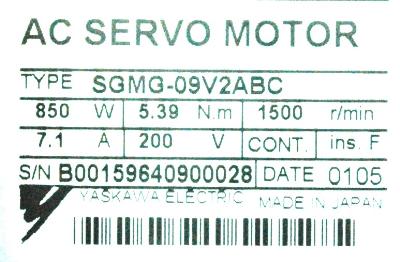 AC SERVO MOTOR
TYPE SGMG-09V2ABC
850 W 5.39 N.m 1500 r/min
7.1 A 200 V CONT. ins. F
S/N B00159640900028 DATE 0105
YASKAWA ELECTRIC MADE IN JAPAN